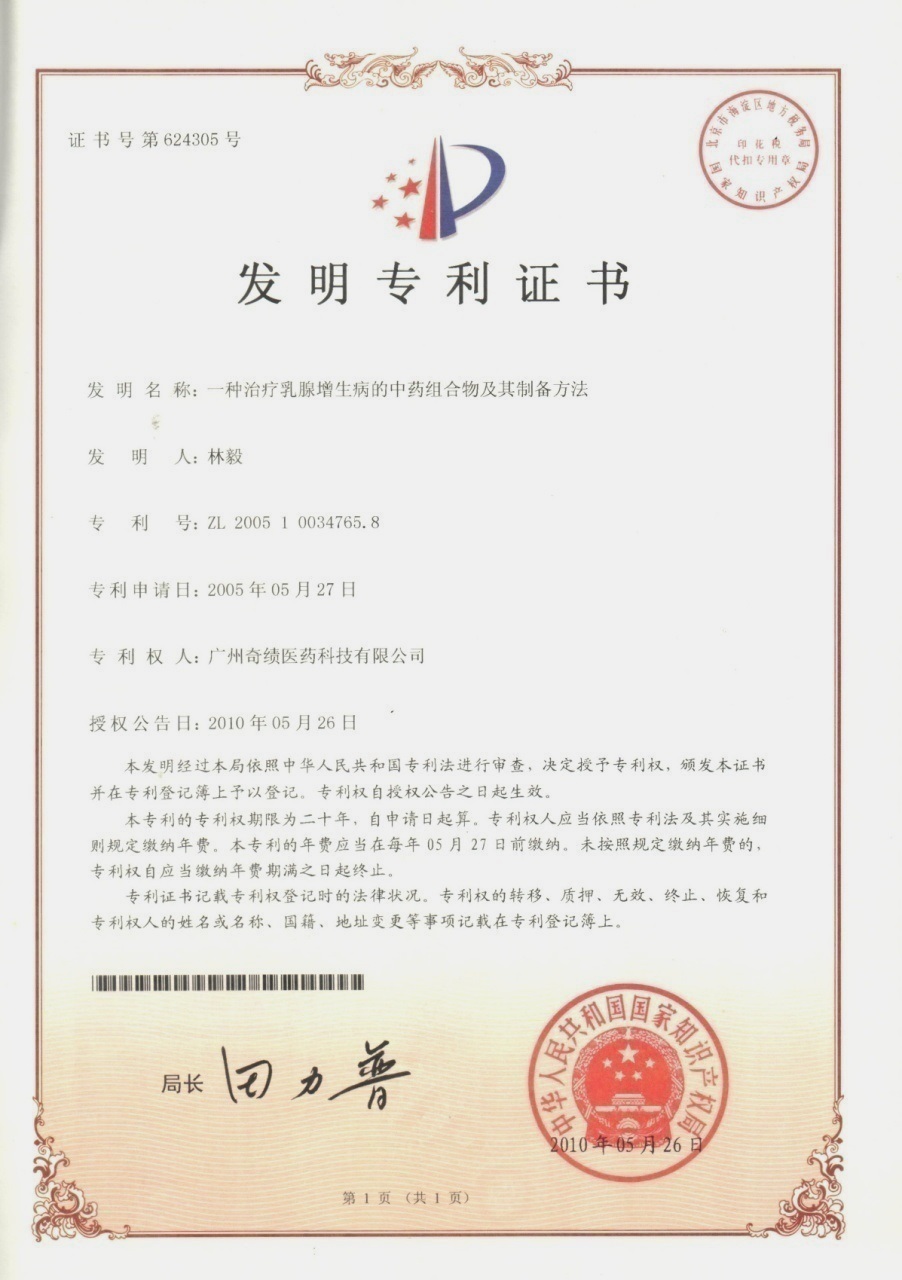 证书号第624305号
北京市海淀区地方税务局
印花税
代扣专用章
国家知识产权局
发明专利证书
发明名称：一种治疗乳腺增生病的中药组合物及其制备方法
发明人：林毅
专利号：ZL 2005 1 0034765.8
专利申请日：2005年05月27日
专利权人：广州奇绩医药科技有限公司
授权公告日：2010年05月26日
本发明经过本局依照中华人民共和国专利法进行审查，决定授予专利权，颁发本证书
并在专利登记簿上予以登记。专利权自授权公告之日起生效。
本专利的专利权期限为二十年，自申请日起算。专利权人应当依照专利法及其实施细
则规定缴纳年费。本专利的年费应当在每年05月27日前缴纳。未按照规定缴纳年费的，
专利权自应当缴纳年费期满之日起终止。
专利证书记载专利权登记时的法律状况。专利权的转移、质押、无效、终止、恢复和
专利权人的姓名或名称、国籍、地址变更等事项记载在专利登记簿上。
局长 田力普
中华人民共和国国家知识产权局
2010年05月26日
第1页（共1页）